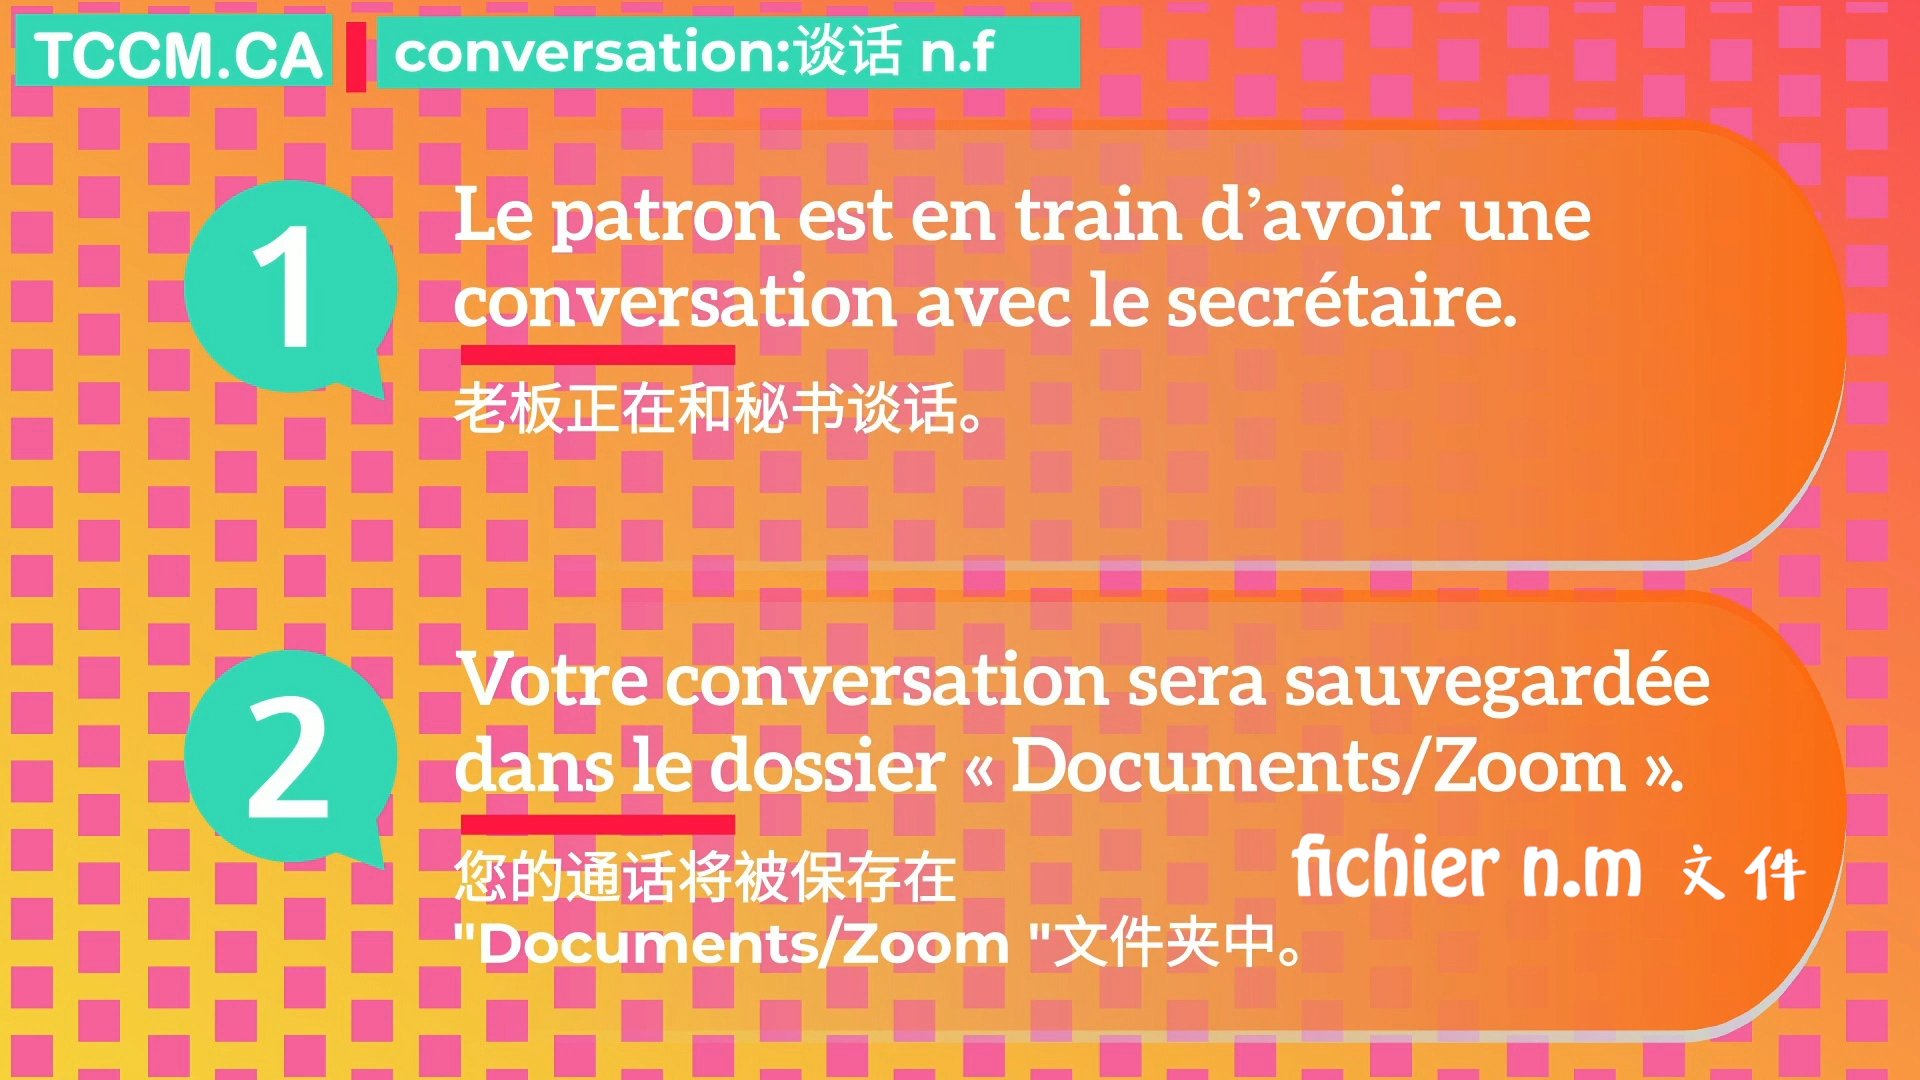 TCCM.CA
conversation:谈话 n.f
1
Le patron est en train d’avoir une
conversation avec le secrétaire.
老板正在和秘书谈话。
2
Votre conversation sera sauvegardée
dans le dossier « Documents/Zoom ».
fichier n.m 文件
您的通话将被保存在
"Documents/Zoom "文件夹中。